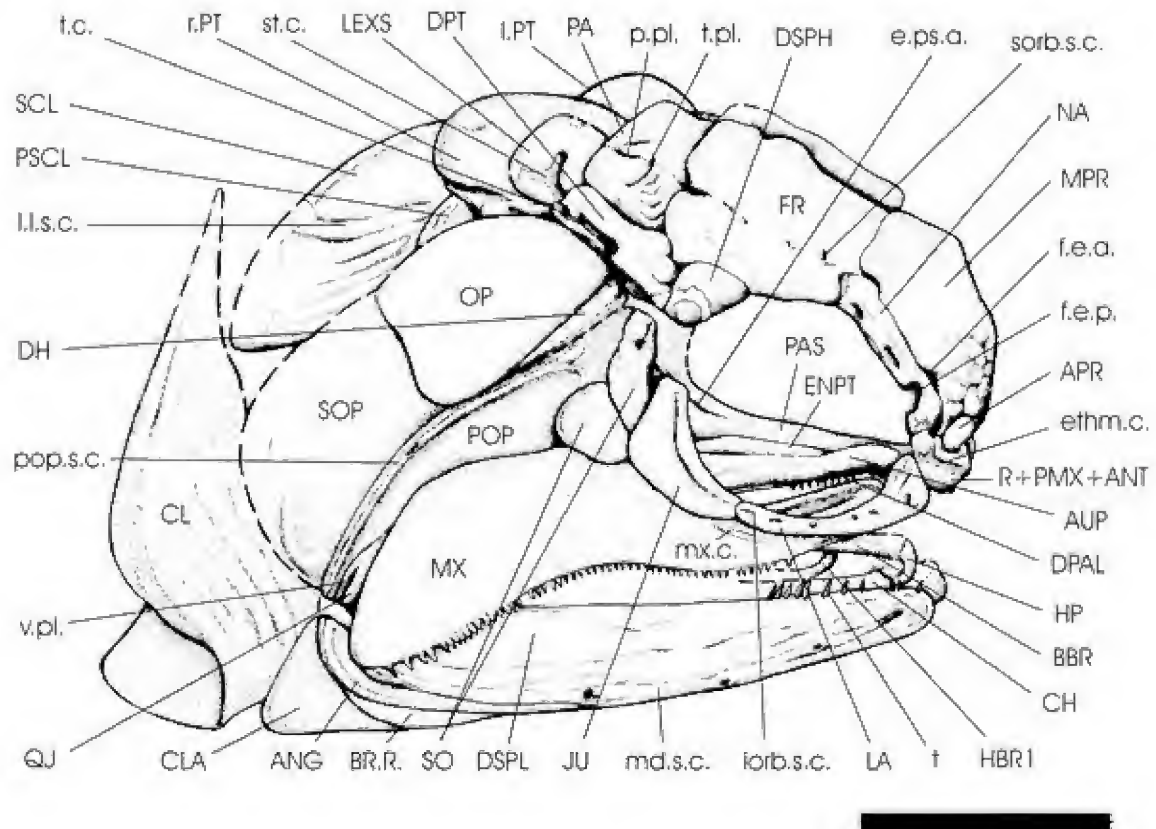 t.c.
r.PT
st.c.
LEXS
DPT
l.PT
PA
p.pl.
t.pl.
DSPH
e.ps.a.
sorb.s.c.
SCL
NA
PSCL
MPR
l.l.s.c.
FR
f.e.a.
OP
f.e.p.
DH
PAS
APR
SOP
ENPT
POP
ethm.c.
pop.s.c.
R+PMX+ANT
CL
AUP
mx.c.
MX
DPAL
v.pl.
HP
BBR
CH
QJ
CLA
ANG
BR.R.
SO
DSPL
JU
md.s.c.
iorb.s.c.
LA
t
HBR1